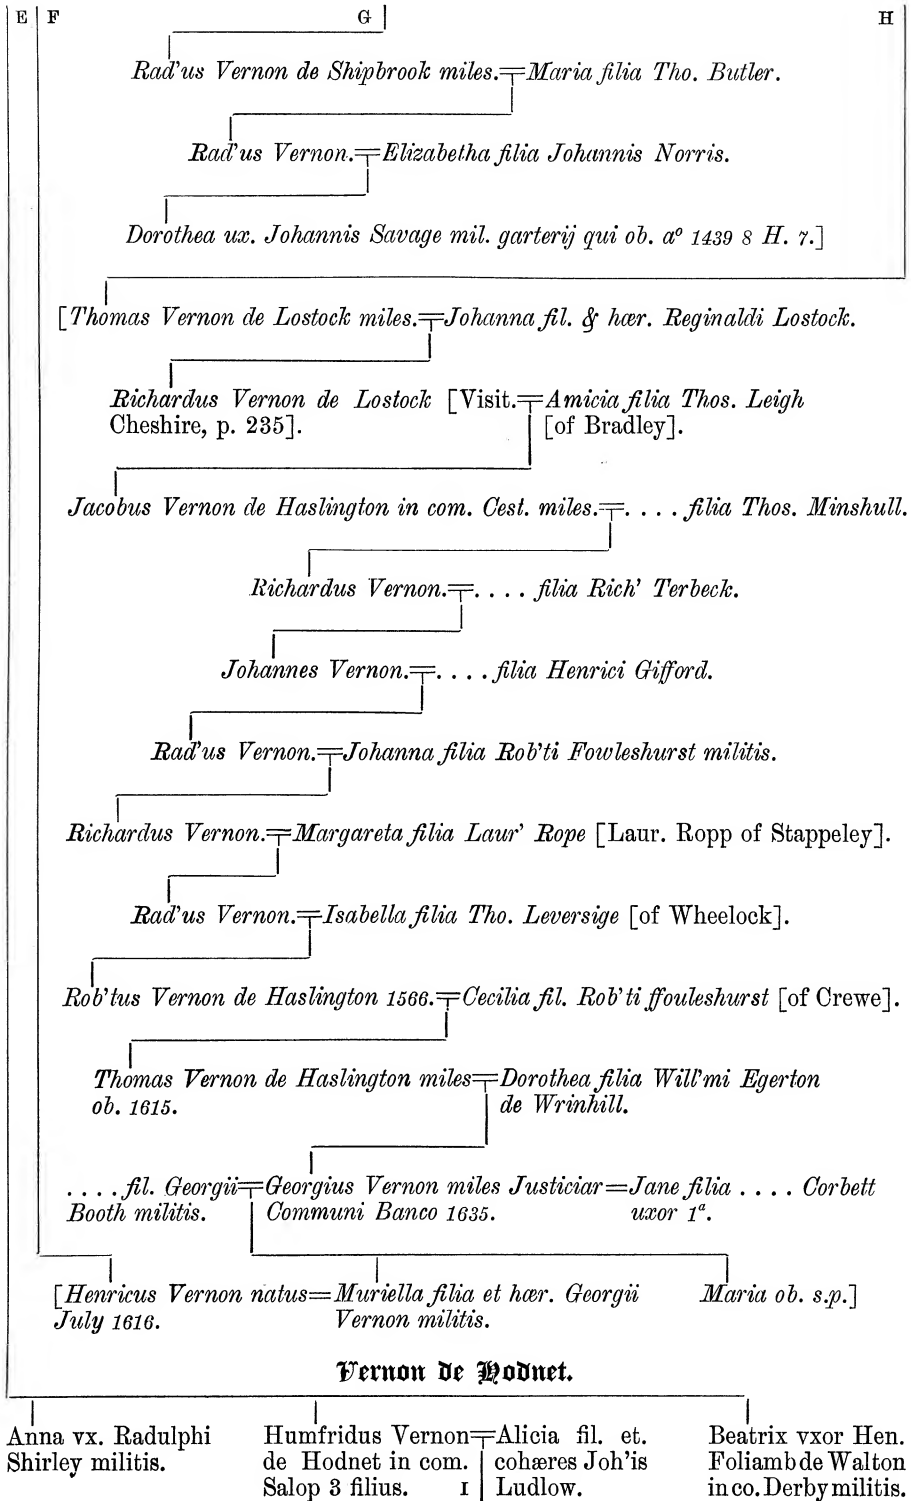 E F G H
Rad'us Vernon de Shipbrook miles.=Maria filia Tho. Butler.
Rad'us Vernon.=Elizabetha filia Johannis Norris.
Dorothea ux. Johannis Savage mil. garterij qui ob. aº 1439 8 H. 7.]
[Thomas Vernon de Lostock miles.=Johanna fil. & hær. Reginaldi Lostock.
Richardus Vernon de Lostock [Visit.=Amicia filia Thos. Leigh
Cheshire, p. 235]. [of Bradley].
Jacobus Vernon de Haslington in com. Cest. miles.=. . . . filia Thos. Minshull.
Richardus Vernon.=. . . . filia Rich' Terbeck.
Johannes Vernon.=. . . . filia Henrici Gifford.
Rad'us Vernon.=Johanna filia Rob'ti Fowleshurst militis.
Richardus Vernon.=Margareta filia Laur' Rope [Laur. Ropp of Stappeley].
Rad'us Vernon.=Isabella filia Tho. Leversige [of Wheelock].
Rob'tus Vernon de Haslington 1566.=Cecilia fil. Rob'ti ffouleshurst [of Crewe].
Thomas Vernon de Haslington miles=Dorothea filia Will'mi Egerton
ob. 1615. de Wrinhill.
. . . . fil. Georgii=Georgius Vernon miles Justiciar=Jane filia . . . . Corbett
Booth militis. Communi Banco 1635. uxor 1ª.
[Henricus Vernon natus=Muriella filia et hær. Georgii Maria ob. s.p.]
July 1616. Vernon militis.
Vernon de Hodnet.
Anna vx. Radulphi Humfridus Vernon=Alicia fil. et. Beatrix vxor Hen.
Shirley militis. de Hodnet in com. cohæres Joh'is Foliamb de Walton
Salop 3 filius. I Ludlow. in co. Derby militis.